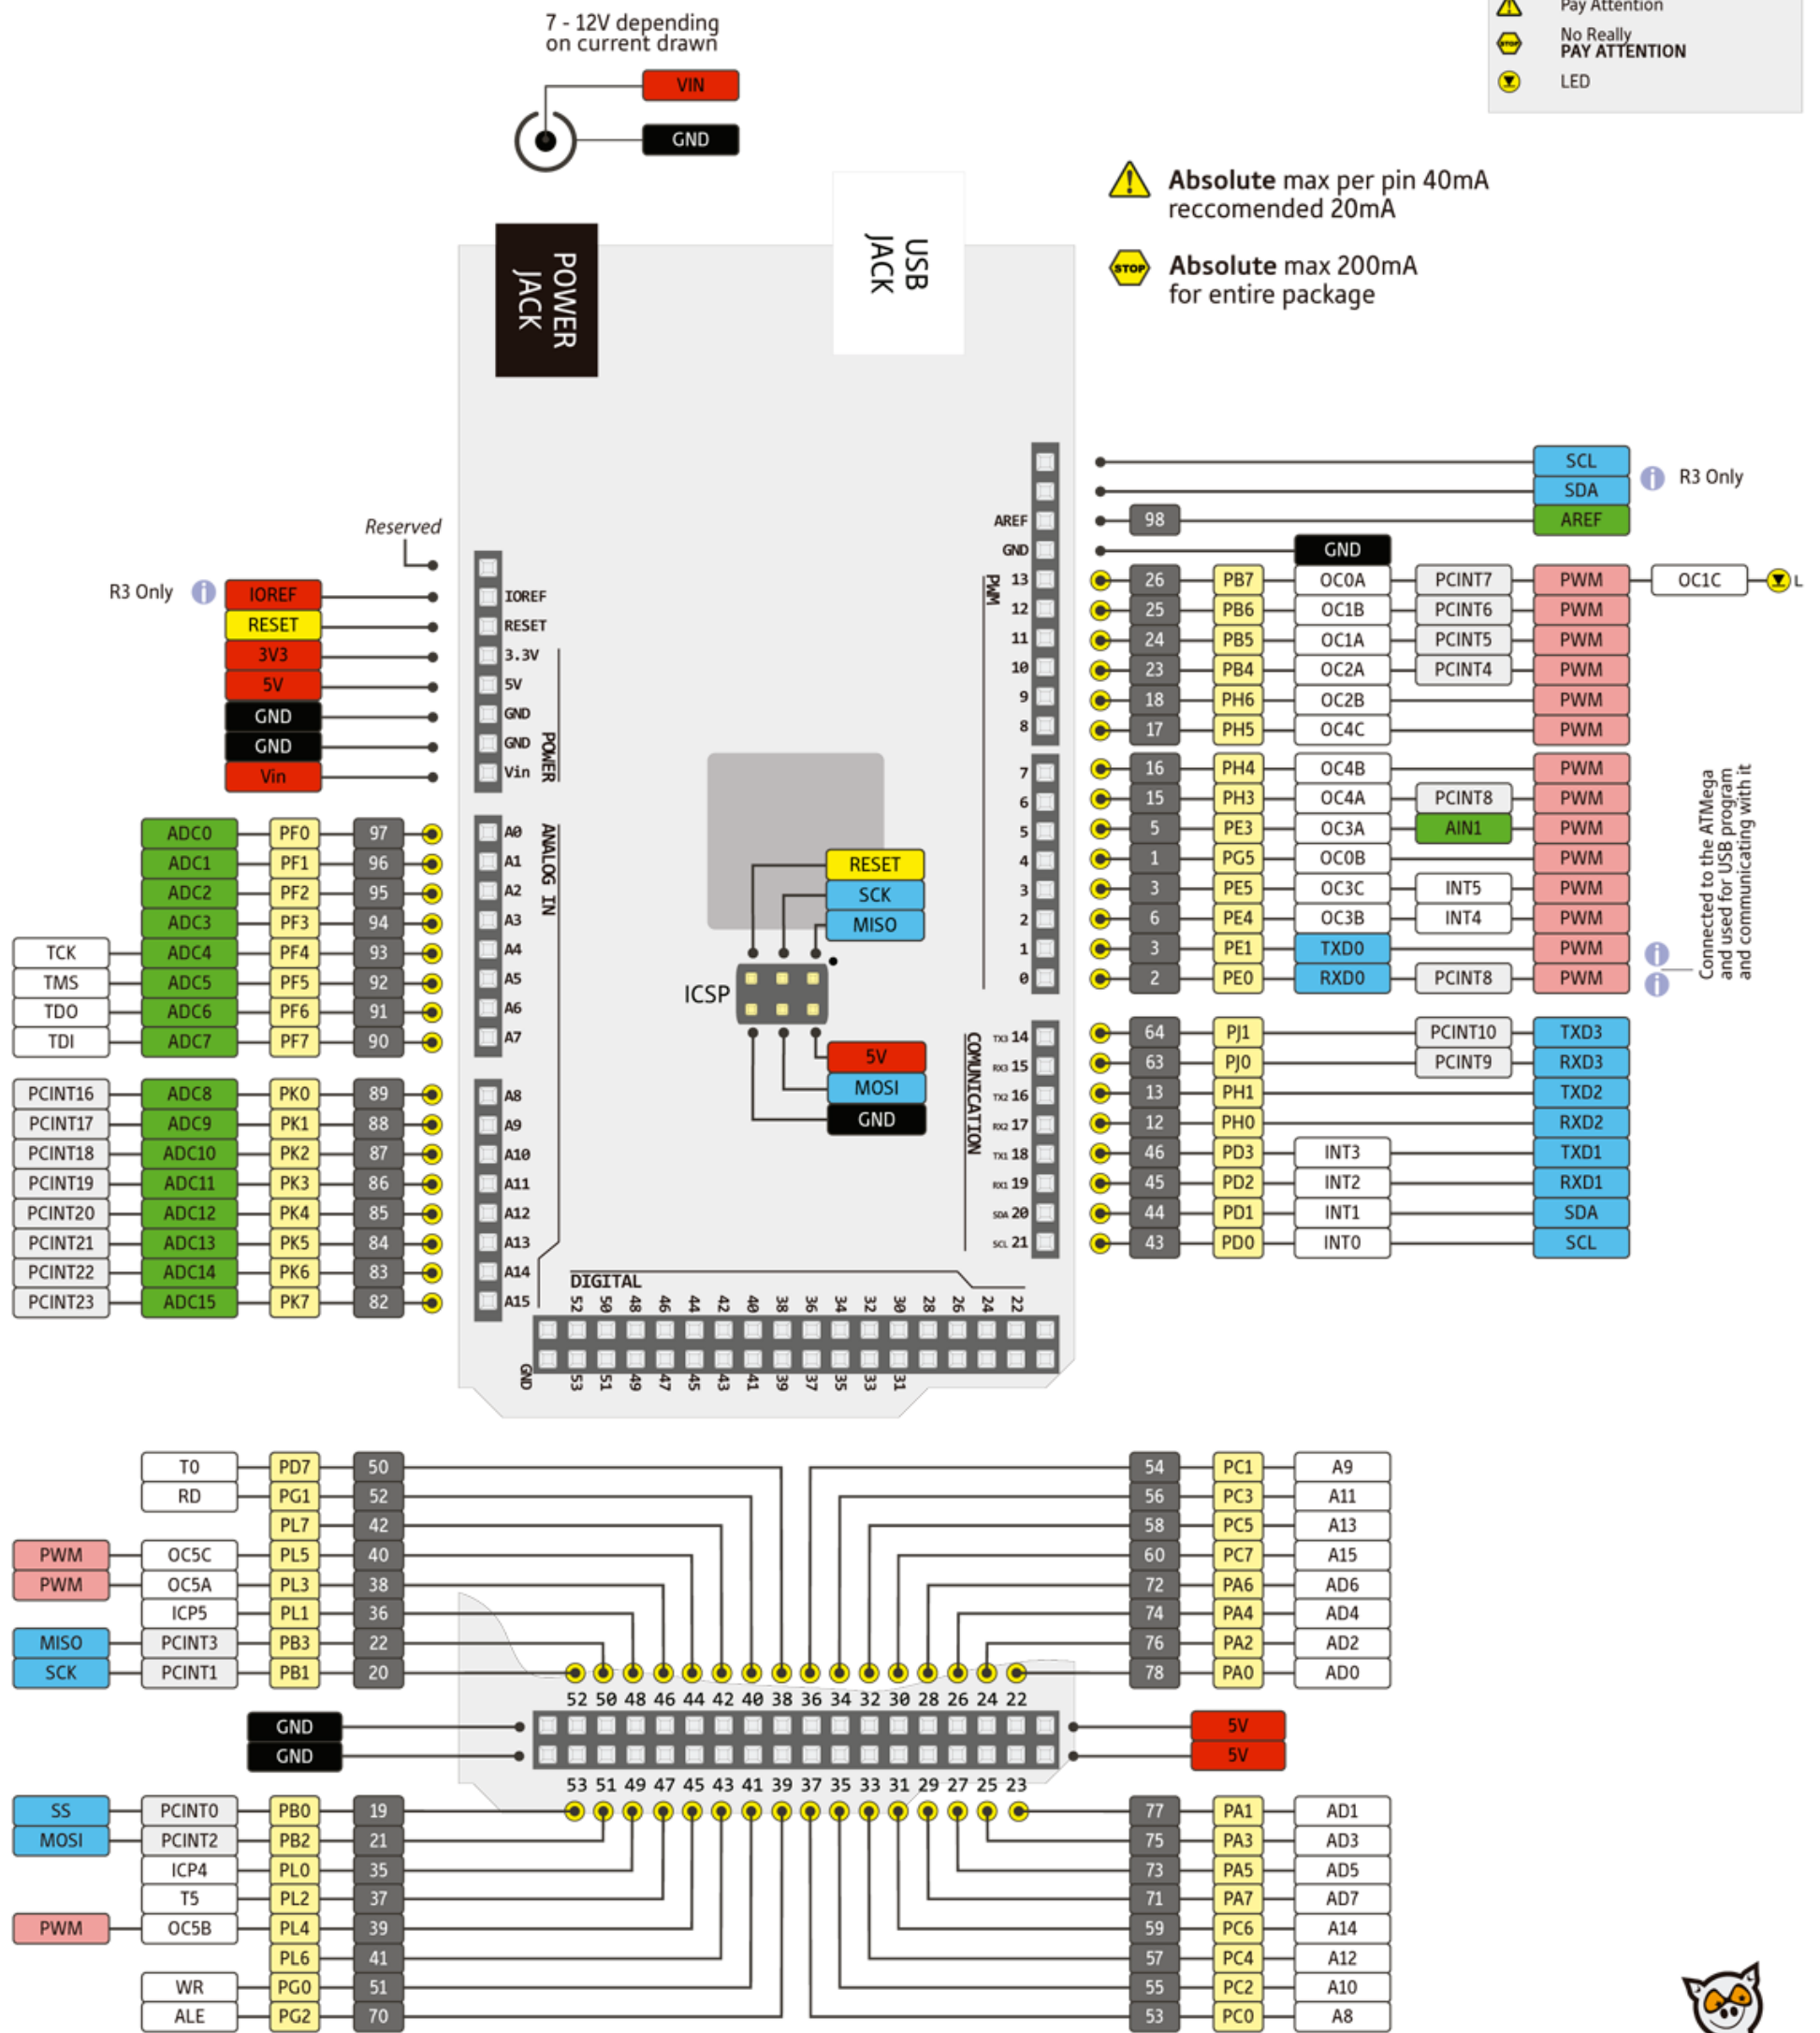 7 - 12V depending
on current drawn
VIN
GND
Pay Attention
No Really
PAY ATTENTION
LED
Absolute max per pin 40mA
reccomended 20mA
STOP
Absolute max 200mA
for entire package
POWER
JACK
USB
JACK
Reserved
R3 Only
IOREF
RESET
3V3
5V
GND
GND
Vin
IOREF
RESET
3.3V
5V
GND
GND
Vin
POWER
ADC0 PF0 97
ADC1 PF1 96
ADC2 PF2 95
ADC3 PF3 94
TCK ADC4 PF4 93
TMS ADC5 PF5 92
TDO ADC6 PF6 91
TDI ADC7 PF7 90
PCINT16 ADC8 PK0 89
PCINT17 ADC9 PK1 88
PCINT18 ADC10 PK2 87
PCINT19 ADC11 PK3 86
PCINT20 ADC12 PK4 85
PCINT21 ADC13 PK5 84
PCINT22 ADC14 PK6 83
PCINT23 ADC15 PK7 82
A0
A1
A2
A3
A4
A5
A6
A7
A8
A9
A10
A11
A12
A13
A14
A15
ANALOG IN
RESET
SCK
MISO
ICSP
5V
MOSI
GND
AREF
GND
13
12
11
10
9
8
7
6
5
4
3
2
1
0
PWM
TX3 14
RX3 15
TX2 16
RX2 17
TX1 18
RX1 19
SDA 20
SCL 21
COMUNICATION
SCL
SDA
R3 Only
98 AREF
GND
26 PB7 OC0A PCINT7 PWM OC1C L
25 PB6 OC1B PCINT6 PWM
24 PB5 OC1A PCINT5 PWM
23 PB4 OC2A PCINT4 PWM
18 PH6 OC2B PWM
17 PH5 OC4C PWM
16 PH4 OC4B PWM
15 PH3 OC4A PCINT8 PWM
5 PE3 OC3A AIN1 PWM
1 PG5 OC0B PWM
3 PE5 OC3C INT5 PWM
6 PE4 OC3B INT4 PWM
3 PE1 TXD0 PWM
2 PE0 RXD0 PCINT8 PWM
Connected to the ATMega
and used for USB program
and communicating with it
64 PJ1 PCINT10 TXD3
63 PJ0 PCINT9 RXD3
13 PH1 TXD2
12 PH0 RXD2
46 PD3 INT3 TXD1
45 PD2 INT2 RXD1
44 PD1 INT1 SDA
43 PD0 INT0 SCL
DIGITAL
52 50 48 46 44 42 40 38 36 34 32 30 28 26 24 22
GND 53 51 49 47 45 43 41 39 37 35 33 31
T0 PD7 50
RD PG1 52
PL7 42
PWM OC5C PL5 40
PWM OC5A PL3 38
ICP5 PL1 36
MISO PCINT3 PB3 22
SCK PCINT1 PB1 20
54 PC1 A9
56 PC3 A11
58 PC5 A13
60 PC7 A15
72 PA6 AD6
74 PA4 AD4
76 PA2 AD2
78 PA0 AD0
52 50 48 46 44 42 40 38 36 34 32 30 28 26 24 22
GND
GND
5V
5V
53 51 49 47 45 43 41 39 37 35 33 31 29 27 25 23
SS PCINT0 PB0 19
MOSI PCINT2 PB2 21
ICP4 PL0 35
T5 PL2 37
PWM OC5B PL4 39
PL6 41
WR PG0 51
ALE PG2 70
77 PA1 AD1
75 PA3 AD3
73 PA5 AD5
71 PA7 AD7
59 PC6 A14
57 PC4 A12
55 PC2 A10
53 PC0 A8